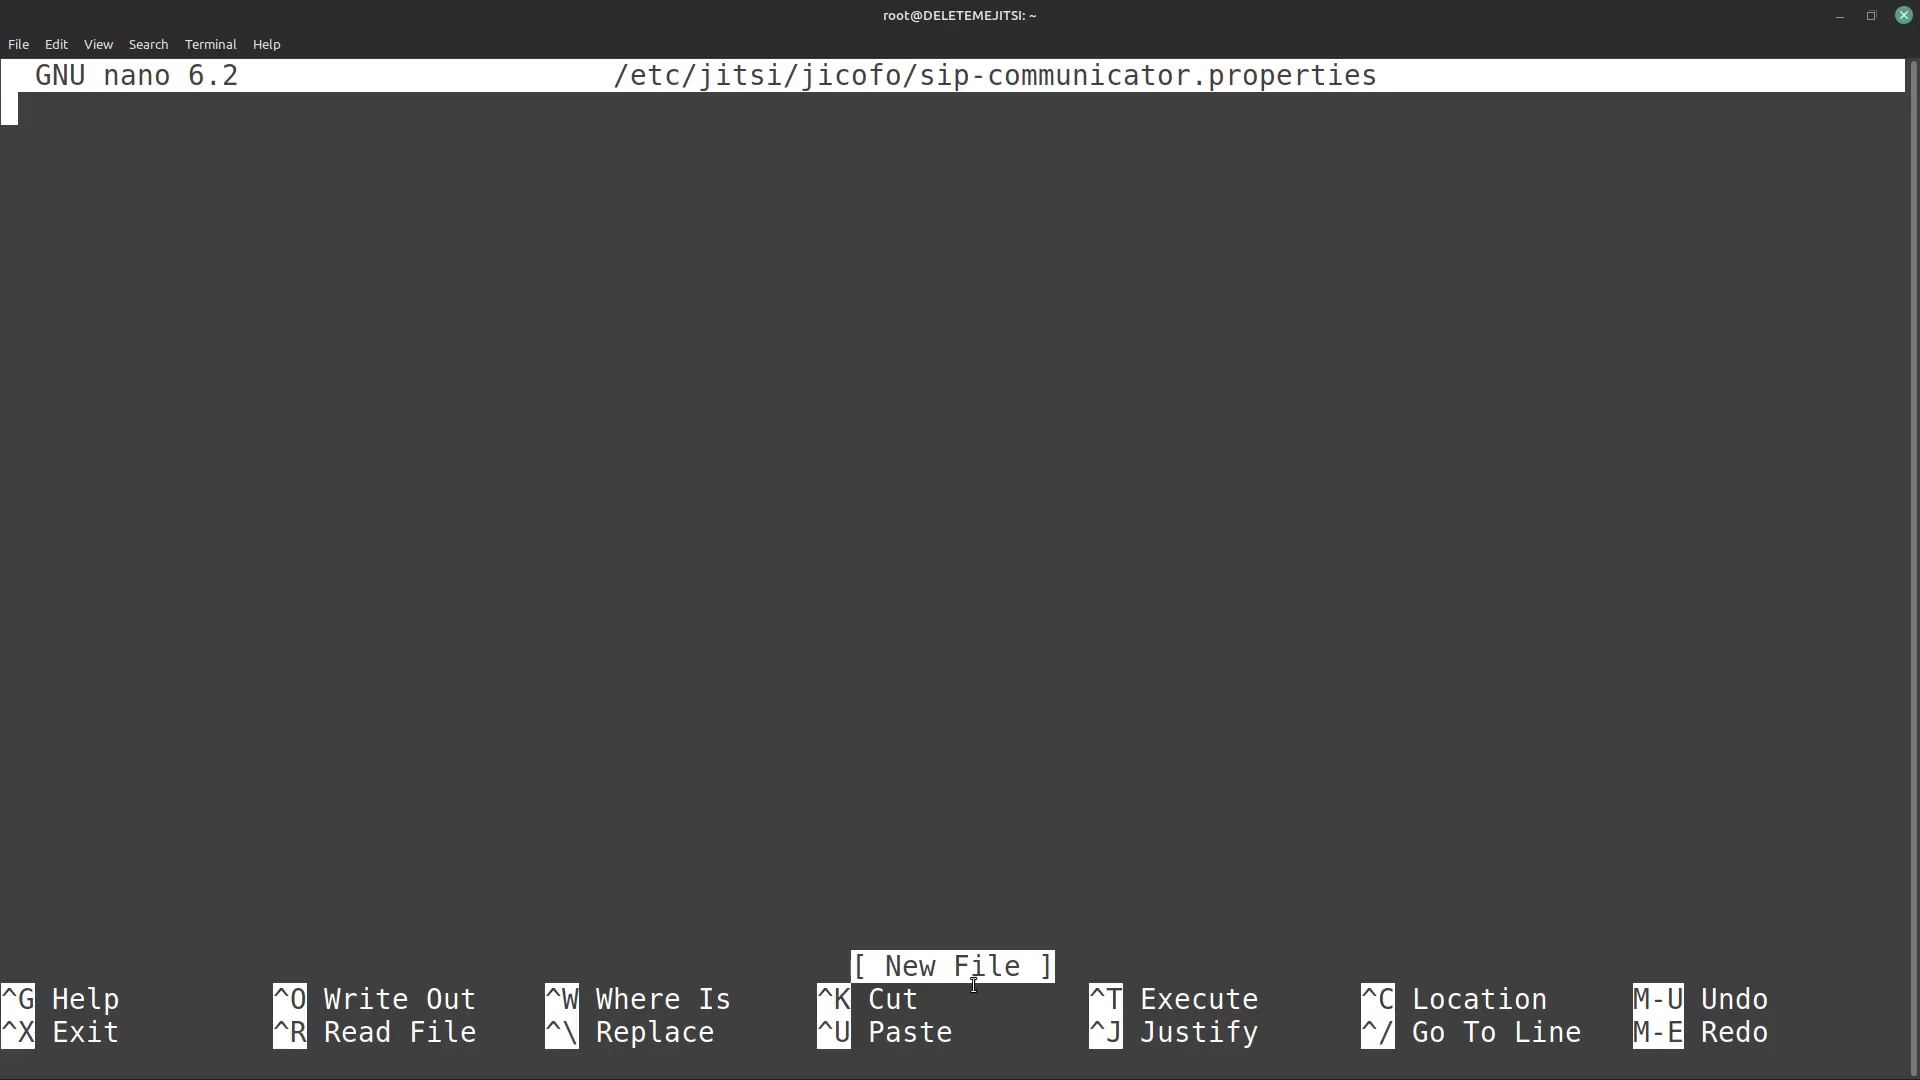 root@DELETEMEJITSI: ~
File Edit View Search Terminal Help
GNU nano 6.2 /etc/jitsi/jicofo/sip-communicator.properties
[ New File ]
^G Help ^O Write Out ^W Where Is ^K Cut ^T Execute ^C Location M-U Undo
^X Exit ^R Read File ^\ Replace ^U Paste ^J Justify ^/ Go To Line M-E Redo